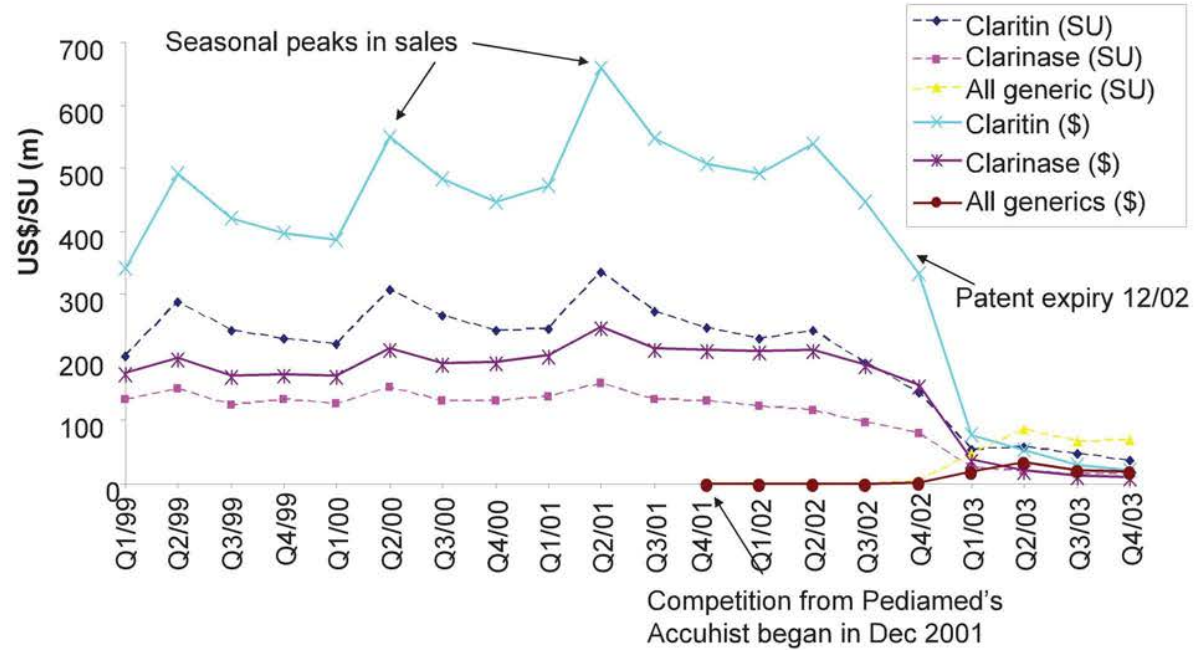 Claritin (SU)
Clarinase (SU)
All generic (SU)
Claritin ($)
Clarinase ($)
All generics ($)
Seasonal peaks in sales
Patent expiry 12/02
US$/SU (m)
700
600
500
400
300
200
100
0
Q1/99
Q2/99
Q3/99
Q4/99
Q1/00
Q2/00
Q3/00
Q4/00
Q1/01
Q2/01
Q3/01
Q4/01
Q1/02
Q2/02
Q3/02
Q4/02
Q1/03
Q2/03
Q3/03
Q4/03
Competition from Pediamed's
Accuhist began in Dec 2001